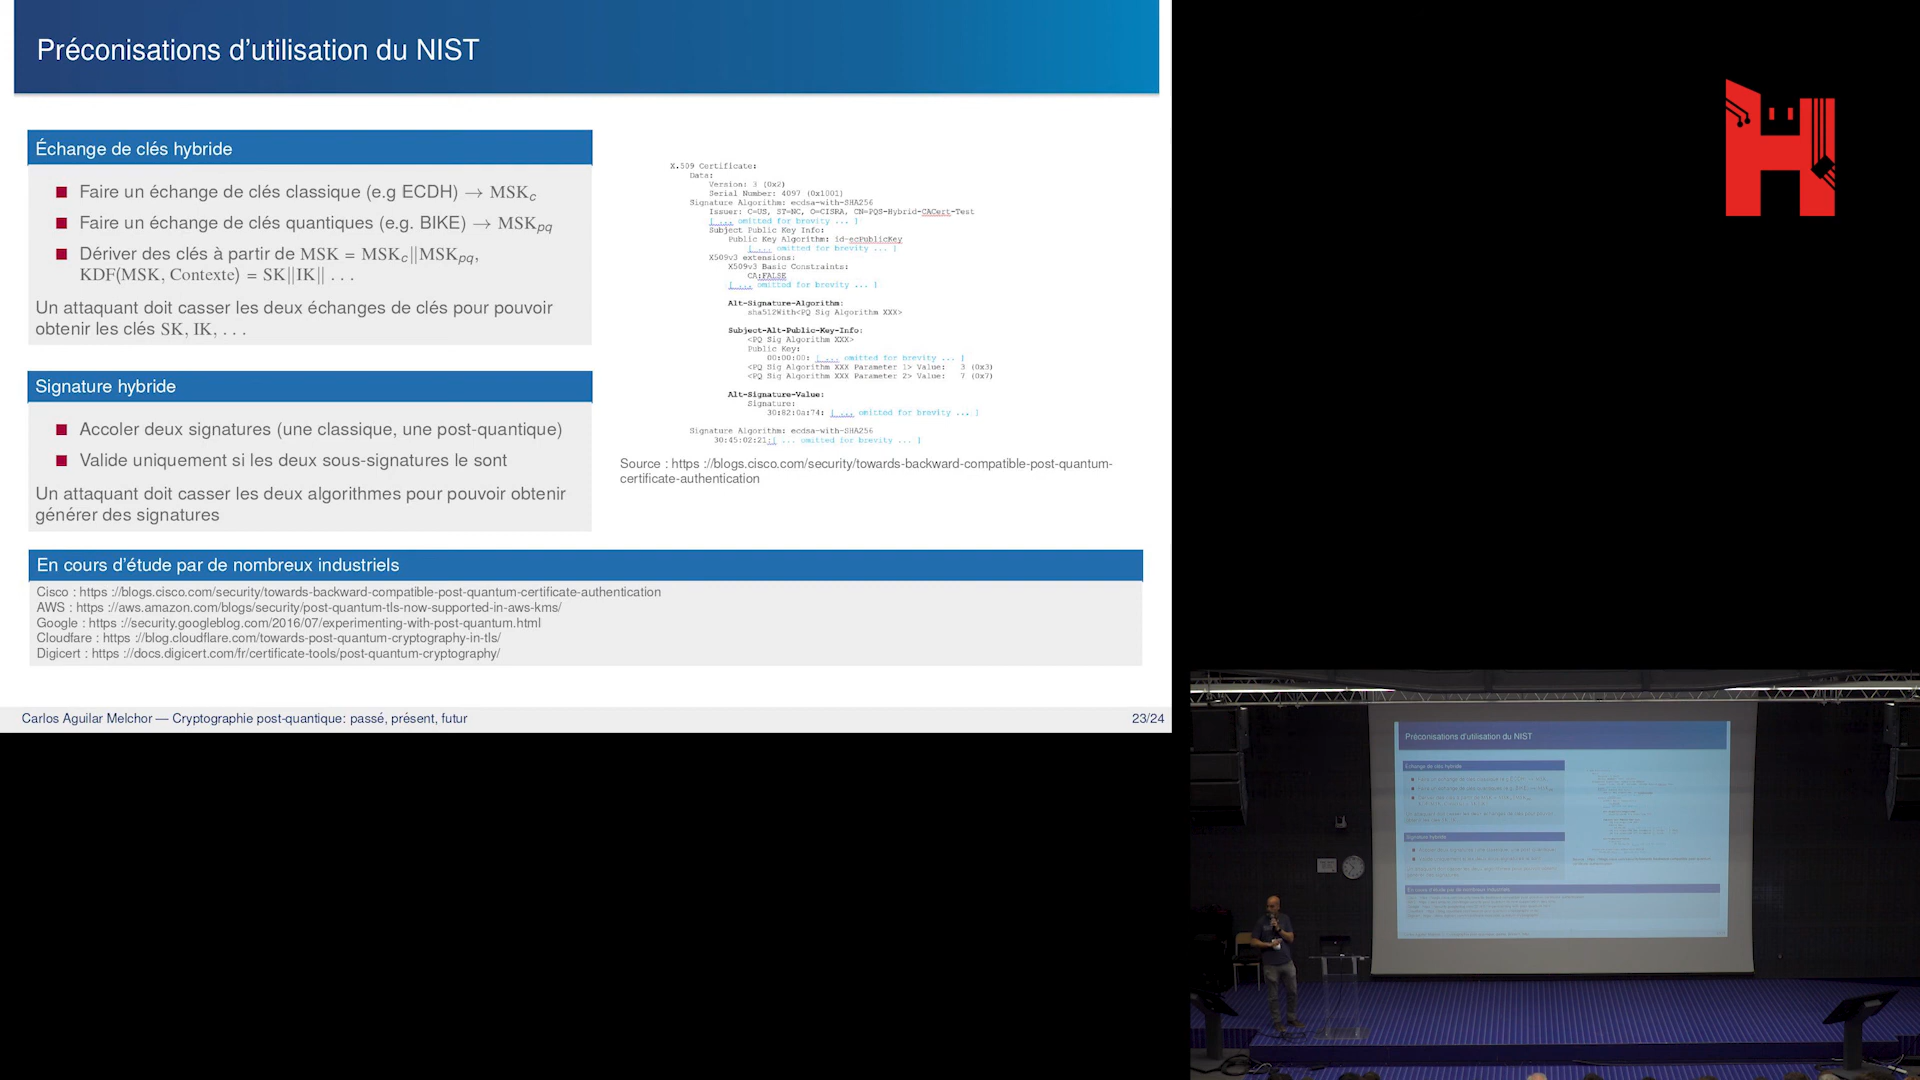 Préconisations d'utilisation du NIST
Échange de clés hybride
Faire un échange de clés classique (e.g ECDH) → MSKc
Faire un échange de clés quantiques (e.g. BIKE) → MSKpq
Dériver des clés à partir de MSK = MSKc||MSKpq,
KDF(MSK, Contexte) = SK||IK|| . . .
Un attaquant doit casser les deux échanges de clés pour pouvoir
obtenir les clés SK, IK, . . .
Signature hybride
Accoler deux signatures (une classique, une post-quantique)
Valide uniquement si les deux sous-signatures le sont
Un attaquant doit casser les deux algorithmes pour pouvoir obtenir
générer des signatures
X.509 Certificate:
Data:
Version: 3 (0x2)
Serial Number: 4097 (0x1001)
Signature Algorithm: ecdsa-with-SHA256
Issuer: C=US, ST=NC, O=CISRA, CN=PQS-Hybrid-CACert-Test
[ ... omitted for brevity ... ]
Subject Public Key Info:
Public Key Algorithm: id-ecPublicKey
[ ... omitted for brevity ... ]
X509v3 extensions:
X509v3 Basic Constraints:
CA:FALSE
[ ... omitted for brevity ... ]
Alt-Signature-Algorithm:
sha512With<PQ Sig Algorithm XXX>
Subject-Alt-Public-Key-Info:
<PQ Sig Algorithm XXX>
Public Key:
00:00:00: [ ... omitted for brevity ... ]
<PQ Sig Algorithm XXX Parameter 1> Value: 3 (0x3)
<PQ Sig Algorithm XXX Parameter 2> Value: 7 (0x7)
Alt-Signature-Value:
Signature:
30:82:0a:74: [ ... omitted for brevity ... ]
Signature Algorithm: ecdsa-with-SHA256
30:45:02:21:[ ... omitted for brevity ... ]
Source : https ://blogs.cisco.com/security/towards-backward-compatible-post-quantum-
certificate-authentication
En cours d'étude par de nombreux industriels
Cisco : https ://blogs.cisco.com/security/towards-backward-compatible-post-quantum-certificate-authentication
AWS : https ://aws.amazon.com/blogs/security/post-quantum-tls-now-supported-in-aws-kms/
Google : https ://security.googleblog.com/2016/07/experimenting-with-post-quantum.html
Cloudfare : https ://blog.cloudflare.com/towards-post-quantum-cryptography-in-tls/
Digicert : https ://docs.digicert.com/fr/certificate-tools/post-quantum-cryptography/
Carlos Aguilar Melchor — Cryptographie post-quantique: passé, présent, futur
23/24
H
Préconisations d'utilisation du NIST
Échange de clés hybride
Signature hybride
En cours d'étude par de nombreux industriels